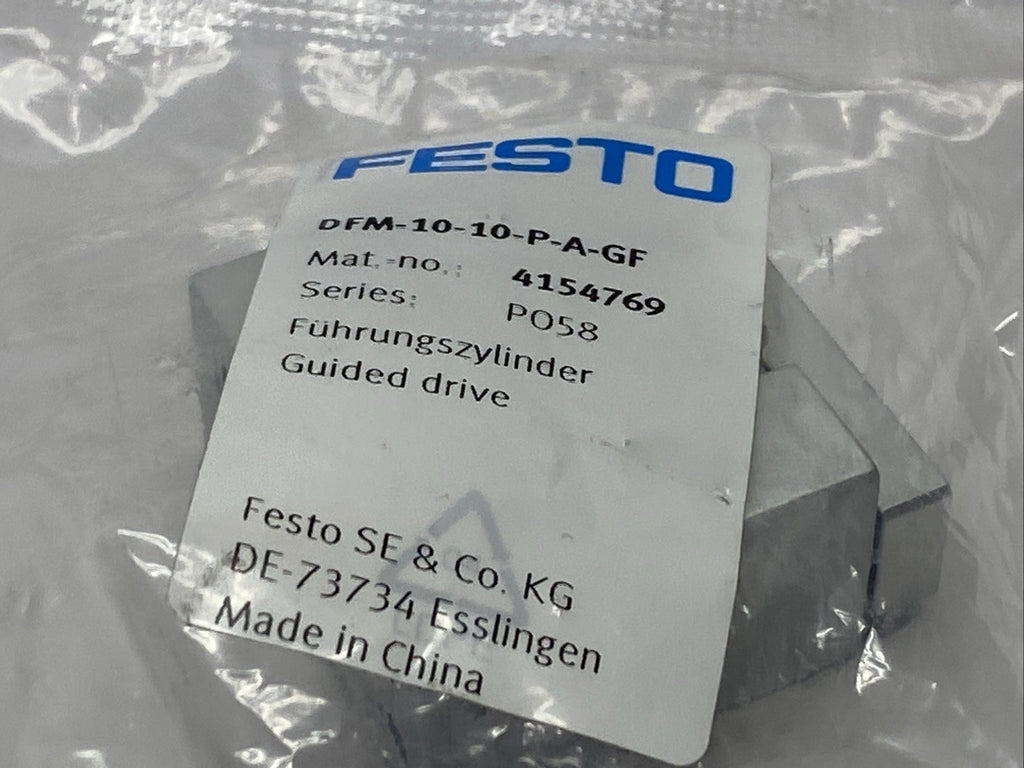 FESTO
DFM-10-10-P-A-GF
Mat.-no.: 4154769
Series: PO58
Führungszylinder
Guided drive
Festo SE & Co. KG
DE-73734 Esslingen
Made in China